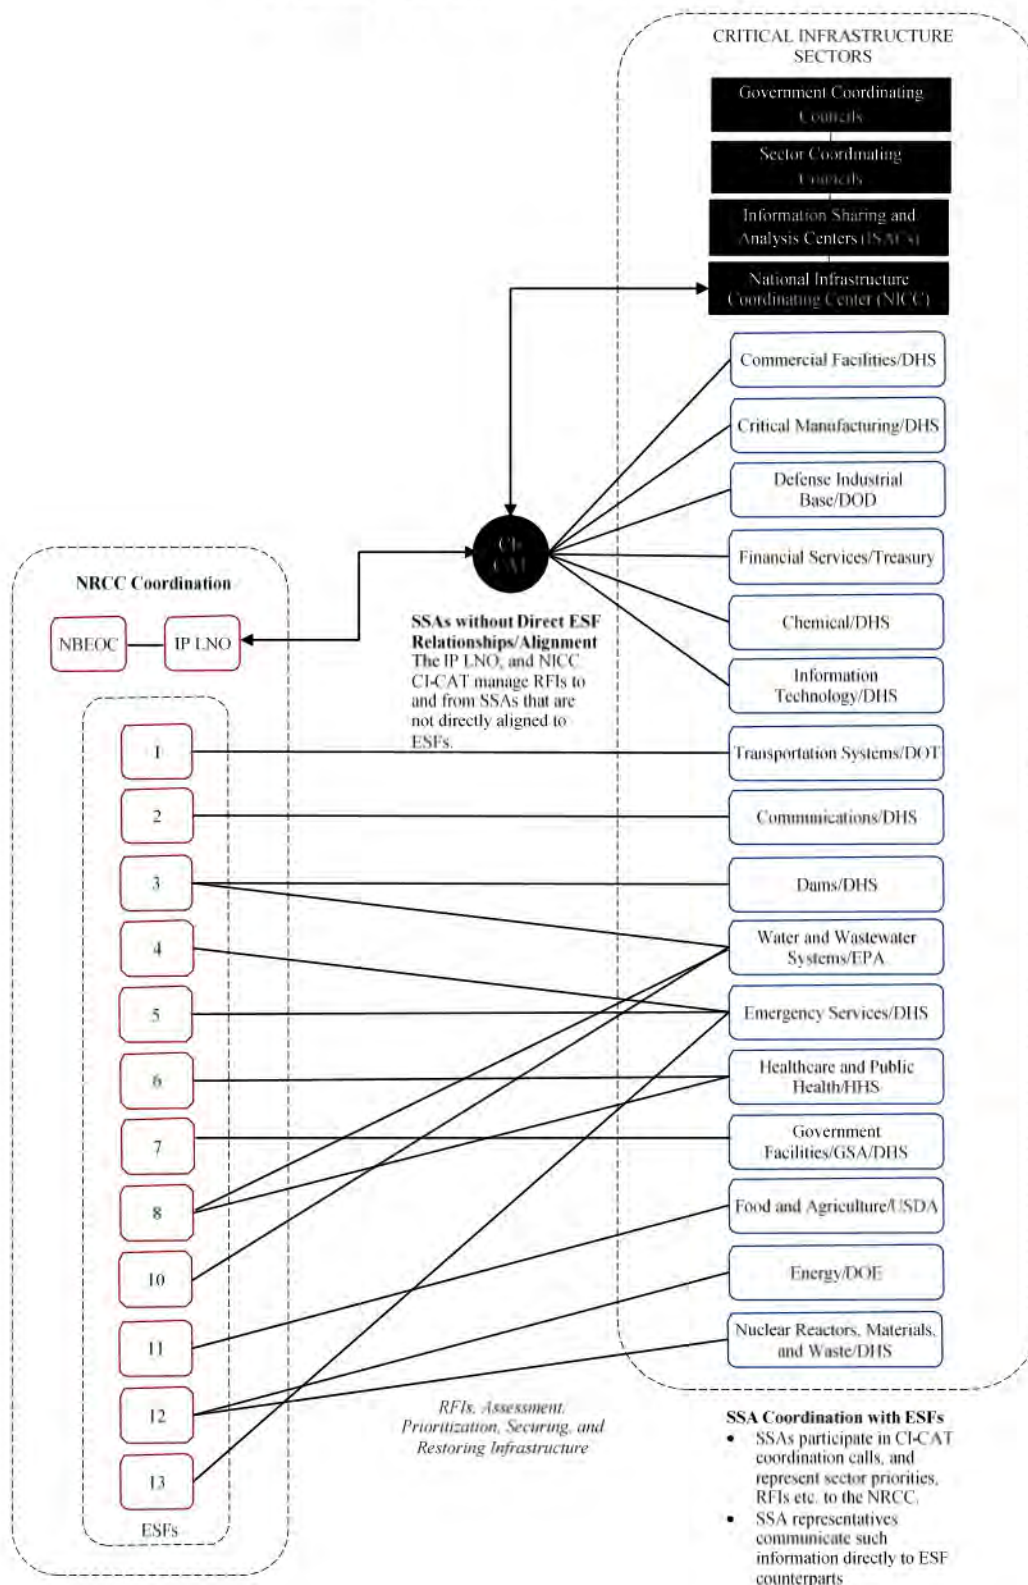 CRITICAL INFRASTRUCTURE
SECTORS
Government Coordinating
Councils
Sector Coordinating
Councils
Information Sharing and
Analysis Centers (ISACs)
National Infrastructure
Coordinating Center (NICC)
Commercial Facilities/DHS
Critical Manufacturing/DHS
Defense Industrial
Base/DOD
Financial Services/Treasury
Chemical/DHS
Information
Technology/DHS
Transportation Systems/DOT
Communications/DHS
Dams/DHS
Water and Wastewater
Systems/EPA
Emergency Services/DHS
Healthcare and Public
Health/HHS
Government
Facilities/GSA/DHS
Food and Agriculture/USDA
Energy/DOE
Nuclear Reactors, Materials,
and Waste/DHS
CI-
CAT
SSAs without Direct ESF
Relationships/Alignment
The IP LNO, and NICC
CI-CAT manage RFIs to
and from SSAs that are
not directly aligned to
ESFs.
NRCC Coordination
NBEOC
IP LNO
1
2
3
4
5
6
7
8
10
11
12
13
ESFs
RFIs, Assessment,
Prioritization, Securing, and
Restoring Infrastructure
SSA Coordination with ESFs
• SSAs participate in CI-CAT
coordination calls, and
represent sector priorities,
RFIs etc. to the NRCC.
• SSA representatives
communicate such
information directly to ESF
counterparts